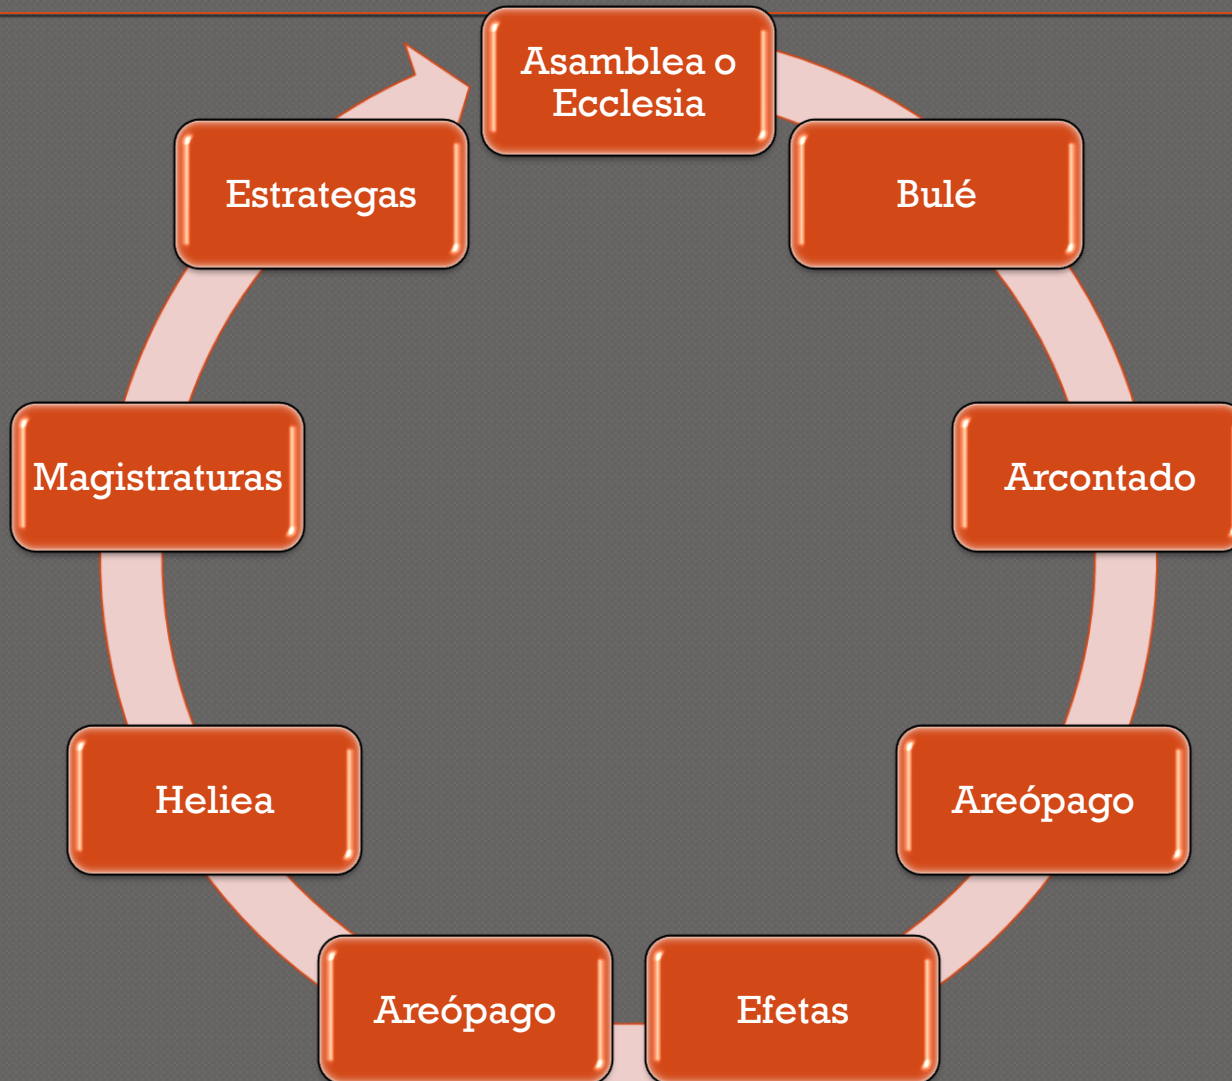 Asamblea o
Ecclesia
Bulé
Arcontado
Areópago
Efetas
Areópago
Heliea
Magistraturas
Estrategas